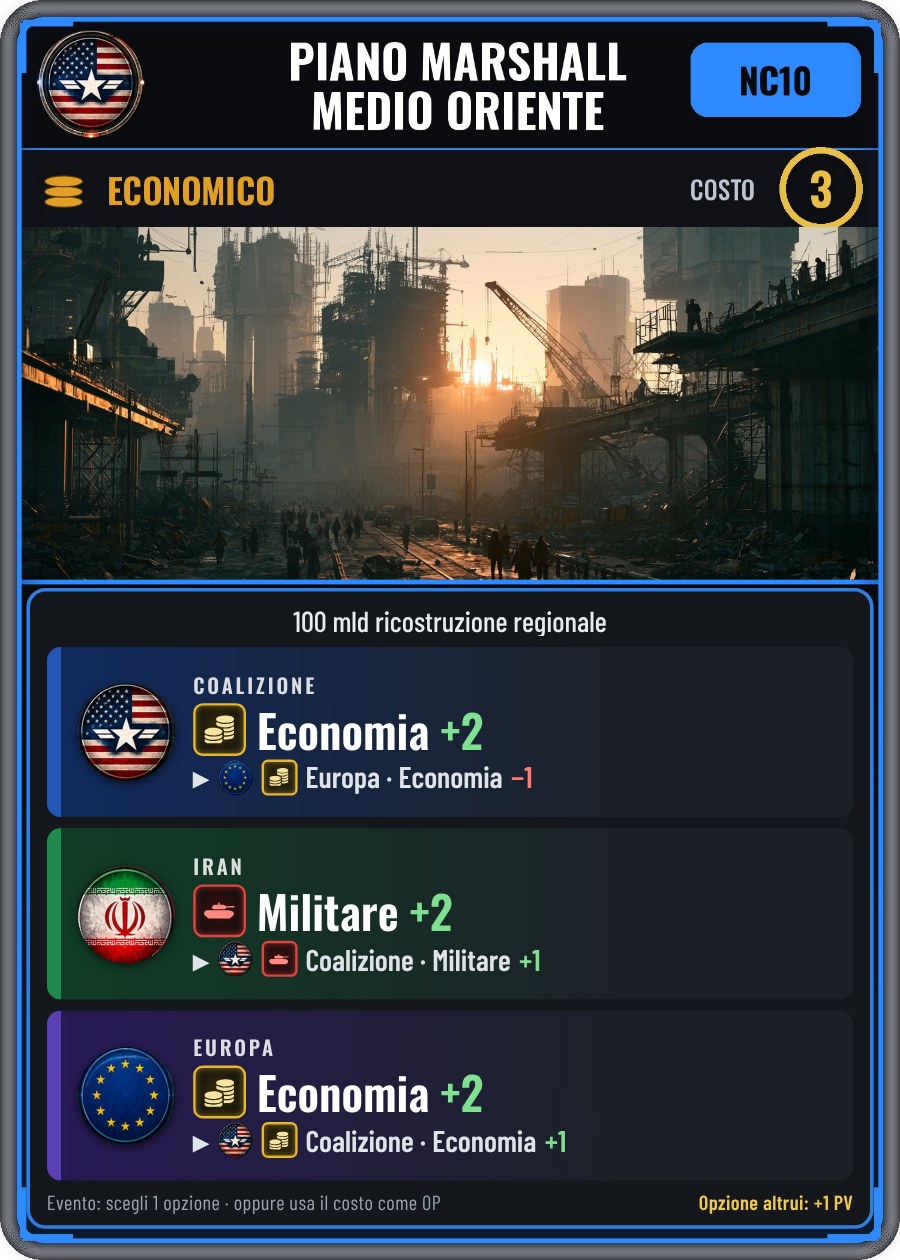 PIANO MARSHALL
MEDIO ORIENTE
NC10
ECONOMICO
COSTO
3
100 mld ricostruzione regionale
COALIZIONE
Economia +2
▶ Europa · Economia −1
IRAN
Militare +2
▶ Coalizione · Militare +1
EUROPA
Economia +2
▶ Coalizione · Economia +1
Evento: scegli 1 opzione · oppure usa il costo come OP
Opzione altrui: +1 PV